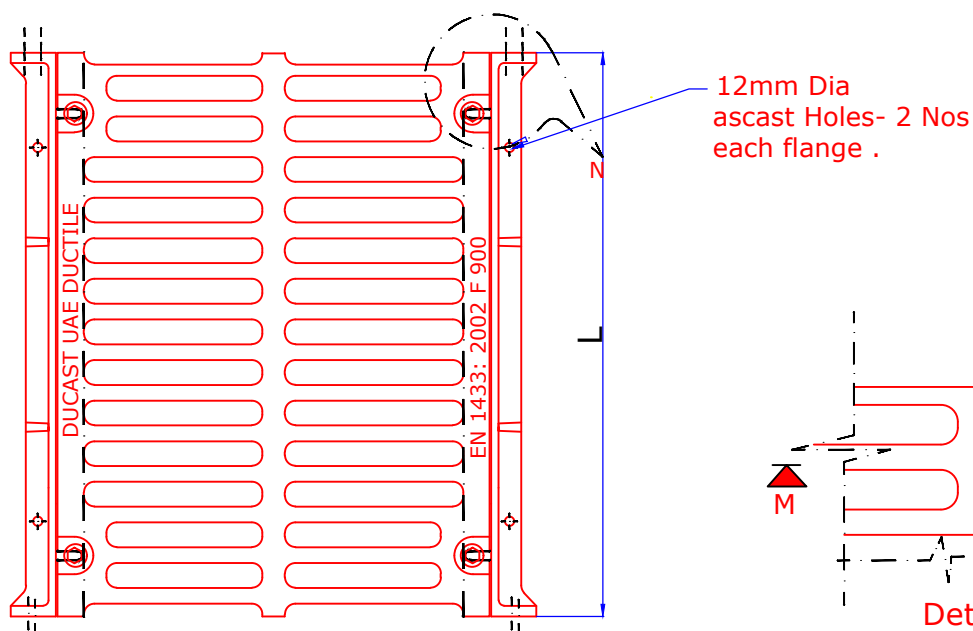 12mm Dia
ascast Holes- 2 Nos
each flange .
N
DUCAST UAE DUCTILE
EN 1433: 2002 F 900
L
M
Det